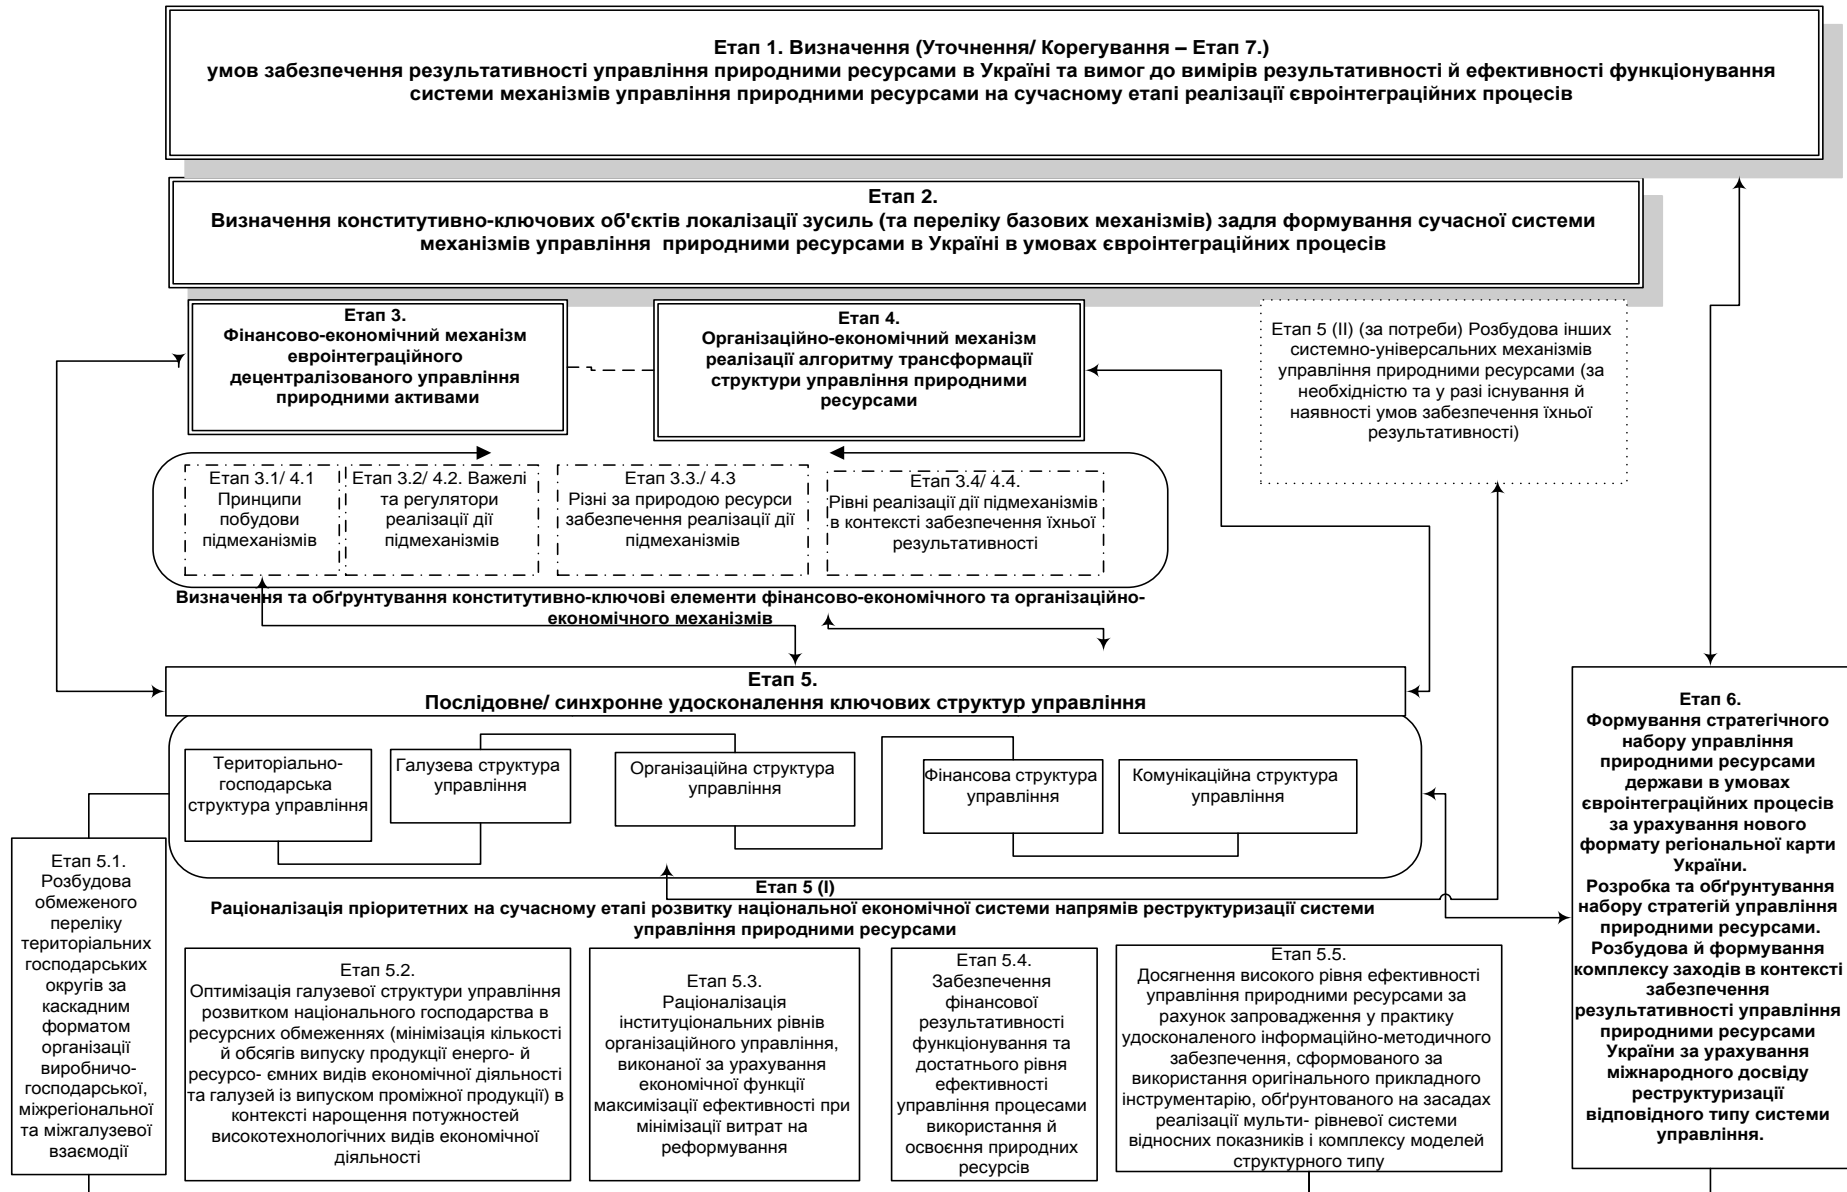 Етап 1. Визначення (Уточнення/ Корегування – Етап 7.)
умов забезпечення результативності управління природними ресурсами в Україні та вимог до вимірів результативності й ефективності функціонування
системи механізмів управління природними ресурсами на сучасному етапі реалізації євроінтеграційних процесів
Етап 2.
Визначення конститутивно-ключових об'єктів локалізації зусиль (та переліку базових механізмів) задля формування сучасної системи
механізмів управління природними ресурсами в Україні в умовах євроінтеграційних процесів
Етап 3.
Фінансово-економічний механізм
евроінтеграційного
децентралізованого управління
природними активами
Етап 4.
Організаційно-економічний механізм
реалізації алгоритму трансформації
структури управління природними
ресурсами
Етап 5 (II) (за потреби) Розбудова інших
системно-універсальних механізмів
управління природними ресурсами (за
необхідністю та у разі існування й
наявності умов забезпечення їхньої
результативності)
Етап 3.1/ 4.1
Принципи
побудови
підмеханізмів
Етап 3.2/ 4.2. Важелі
та регулятори
реалізації дії
підмеханізмів
Етап 3.3./ 4.3
Різні за природою ресурси
забезпечення реалізації дії
підмеханізмів
Етап 3.4/ 4.4.
Рівні реалізації дії підмеханізмів
в контексті забезпечення їхньої
результативності
Визначення та обґрунтування конститутивно-ключові елементи фінансово-економічного та організаційно-
економічного механізмів
Етап 5.
Послідовне/ синхронне удосконалення ключових структур управління
Територіально-
господарська
структура управління
Галузева структура
управління
Організаційна структура
управління
Фінансова структура
управління
Комунікаційна структура
управління
Етап 5 (I)
Раціоналізація пріоритетних на сучасному етапі розвитку національної економічної системи напрямів реструктуризації системи
управління природними ресурсами
Етап 5.1.
Розбудова
обмеженого
переліку
територіальних
господарських
округів за
каскадним
форматом
організації
виробничо-
господарської,
міжрегіональної
та міжгалузевої
взаємодії
Етап 5.2.
Оптимізація галузевої структури управління
розвитком національного господарства в
ресурсних обмеженнях (мінімізація кількості
й обсягів випуску продукції енерго- й
ресурсо- ємних видів економічної діяльності
та галузей із випуском проміжної продукції) в
контексті нарощення потужностей
високотехнологічних видів економічної
діяльності
Етап 5.3.
Раціоналізація
інституціональних рівнів
організаційного управління,
виконаної за урахування
економічної функції
максимізації ефективності при
мінімізації витрат на
реформування
Етап 5.4.
Забезпечення
фінансової
результативності
функціонування та
достатнього рівня
ефективності
управління процесами
використання й
освоєння природних
ресурсів
Етап 5.5.
Досягнення високого рівня ефективності
управління природними ресурсами за
рахунок запровадження у практику
удосконаленого інформаційно-методичного
забезпечення, сформованого за
використання оригінального прикладного
інструментарію, обґрунтованого на засадах
реалізації мульти- рівневої системи
відносних показників і комплексу моделей
структурного типу
Етап 6.
Формування стратегічного
набору управління
природними ресурсами
держави в умовах
євроінтеграційних процесів
за урахування нового
формату регіональної карти
України.
Розробка та обґрунтування
набору стратегій управління
природними ресурсами.
Розбудова й формування
комплексу заходів в контексті
забезпечення
результативності управління
природними ресурсами
України за урахування
міжнародного досвіду
реструктуризації
відповідного типу системи
управління.